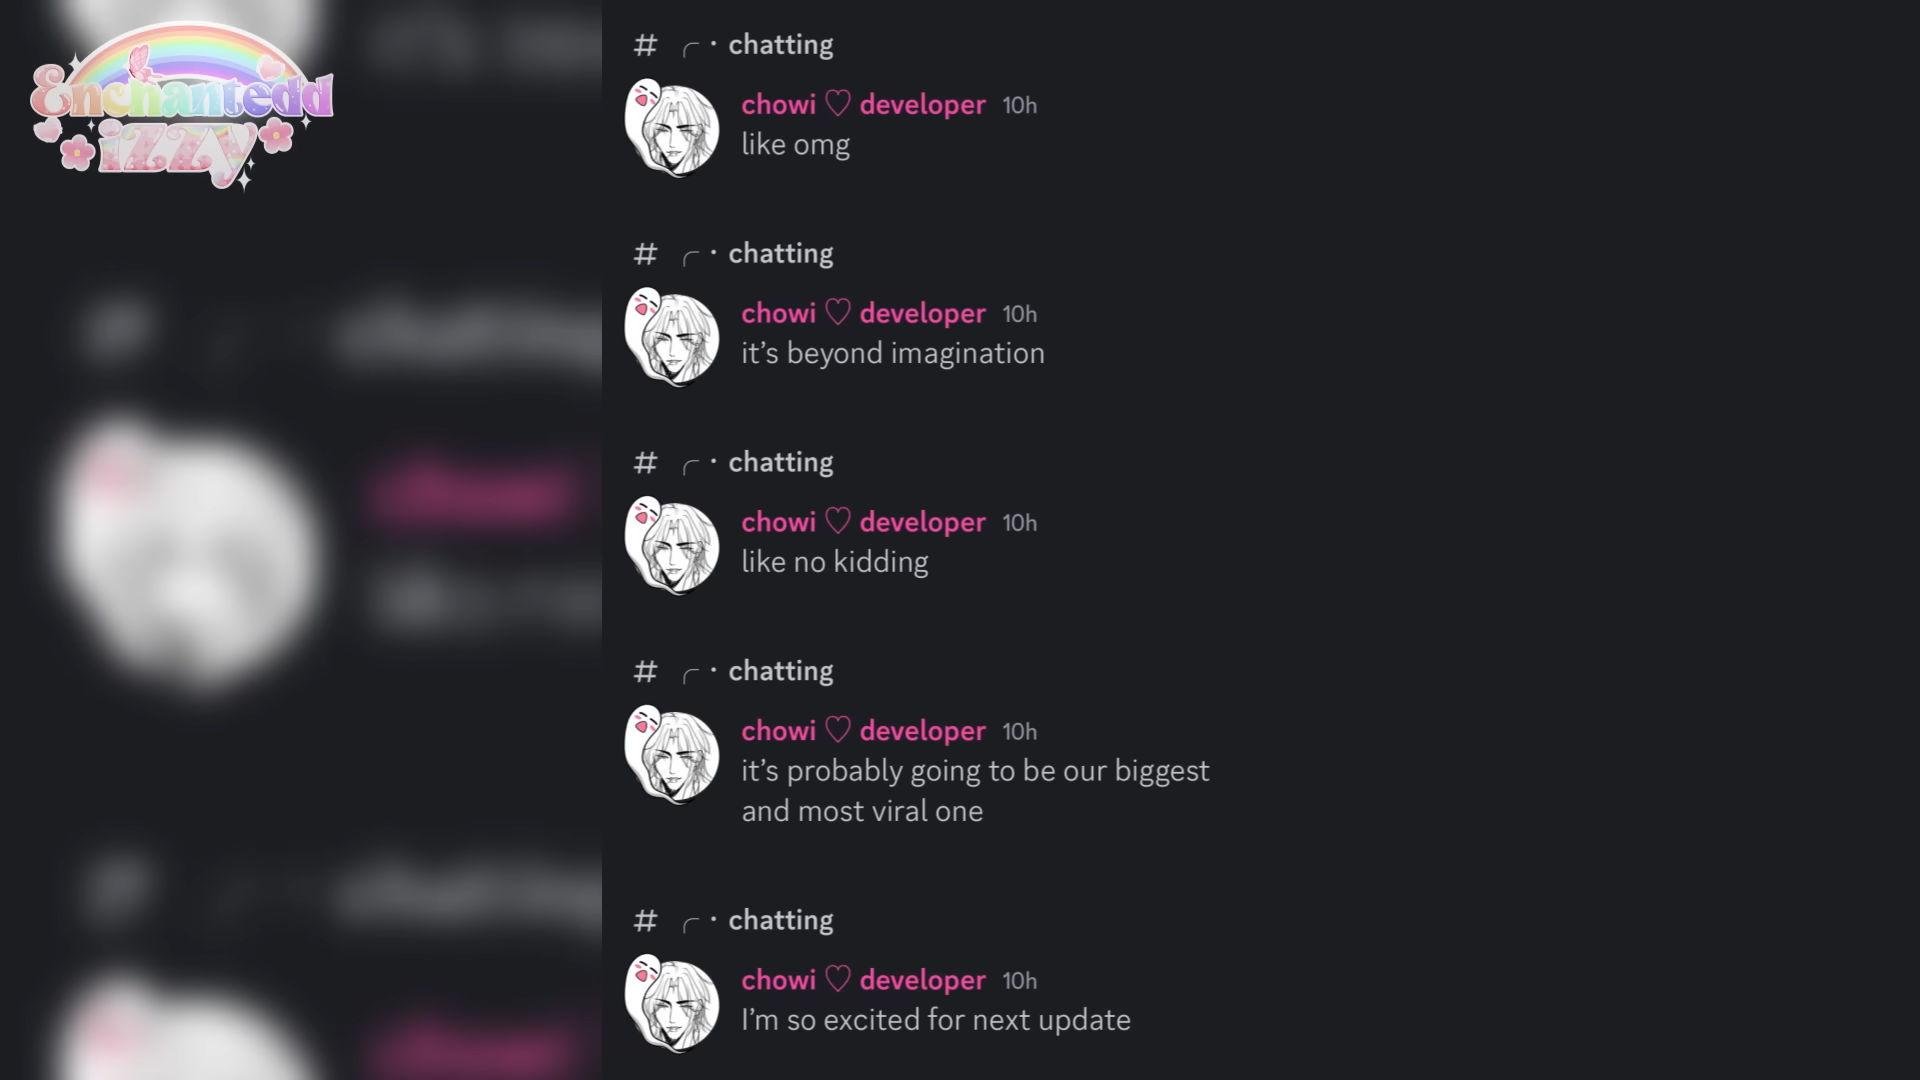 Enchantedd
izzy
# ╭・chatting
chowi ♡ developer 10h
like omg
# ╭・chatting
chowi ♡ developer 10h
it’s beyond imagination
# ╭・chatting
chowi ♡ developer 10h
like no kidding
# ╭・chatting
chowi ♡ developer 10h
it’s probably going to be our biggest
and most viral one
# ╭・chatting
chowi ♡ developer 10h
I’m so excited for next update